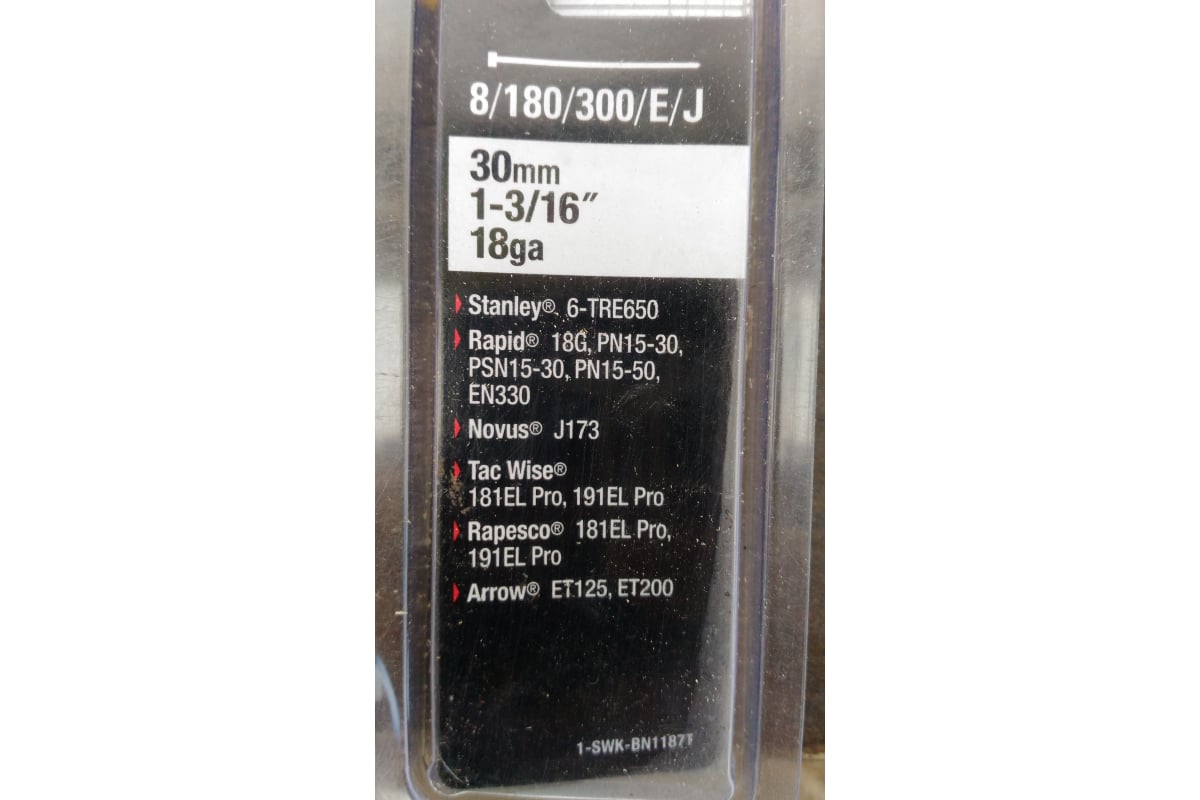 8/180/300/E/J
30mm
1-3/16"
18ga
Stanley® 6-TRE650
Rapid® 18G, PN15-30,
PSN15-30, PN15-50,
EN330
Novus® J173
Tac Wise®
181EL Pro, 191EL Pro
Rapesco® 181EL Pro,
191EL Pro
Arrow® ET125, ET200
1-SWK-BN1187T